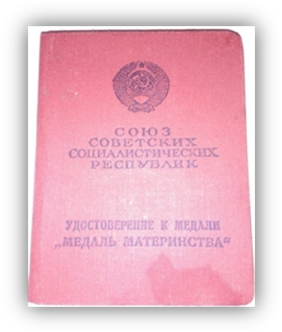 СОЮЗ
СОВЕТСКИХ
СОЦИАЛИСТИЧЕСКИХ
РЕСПУБЛИК
УДОСТОВЕРЕНИЕ К МЕДАЛИ
„МЕДАЛЬ МАТЕРИНСТВА“